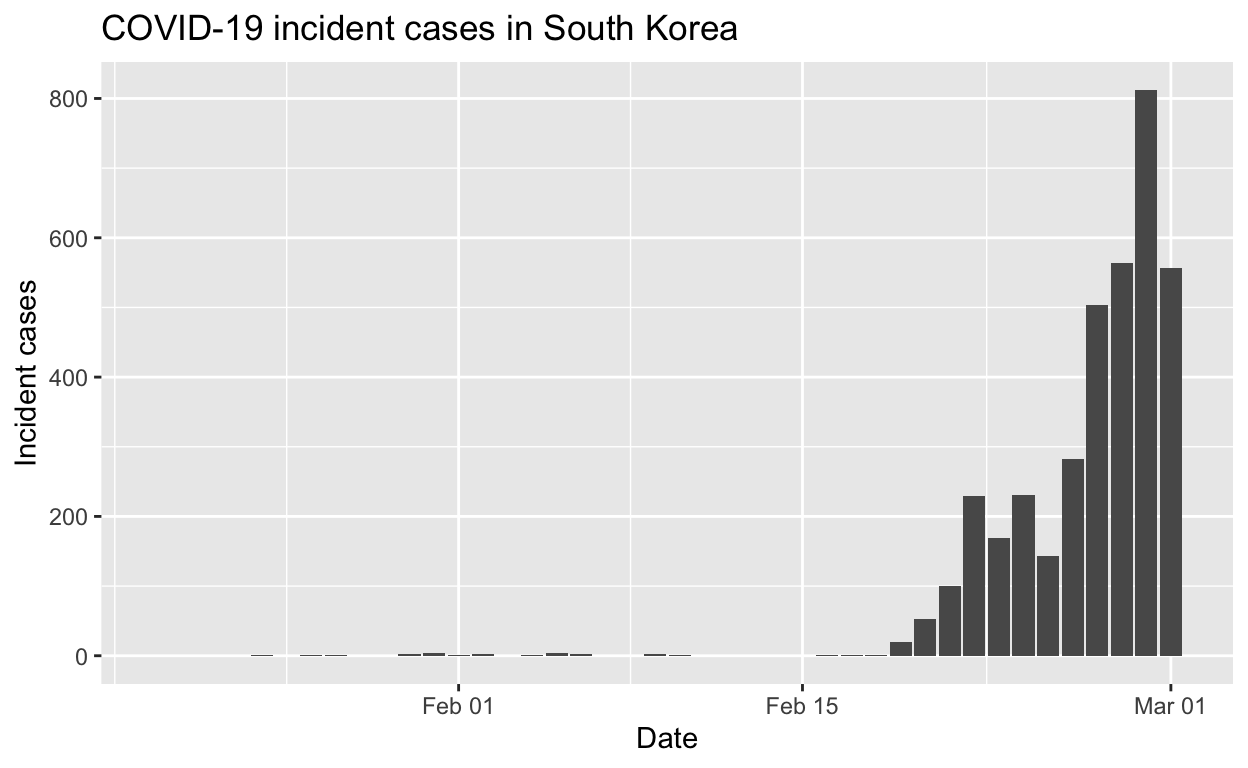 COVID-19 incident cases in South Korea
800
600
400
200
0
Incident cases
Feb 01
Feb 15
Mar 01
Date